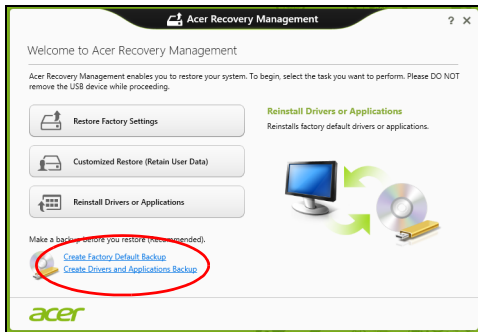 Acer Recovery Management
? ×
Welcome to Acer Recovery Management
Acer Recovery Management enables you to restore your system. To begin, select the task you want to perform. Please DO NOT
remove the USB device while proceeding.
Restore Factory Settings
Customized Restore (Retain User Data)
Reinstall Drivers or Applications
Reinstall Drivers or Applications
Reinstalls factory default drivers or applications.
Make a backup before you restore (Recommended).
Create Factory Default Backup
Create Drivers and Applications Backup
acer